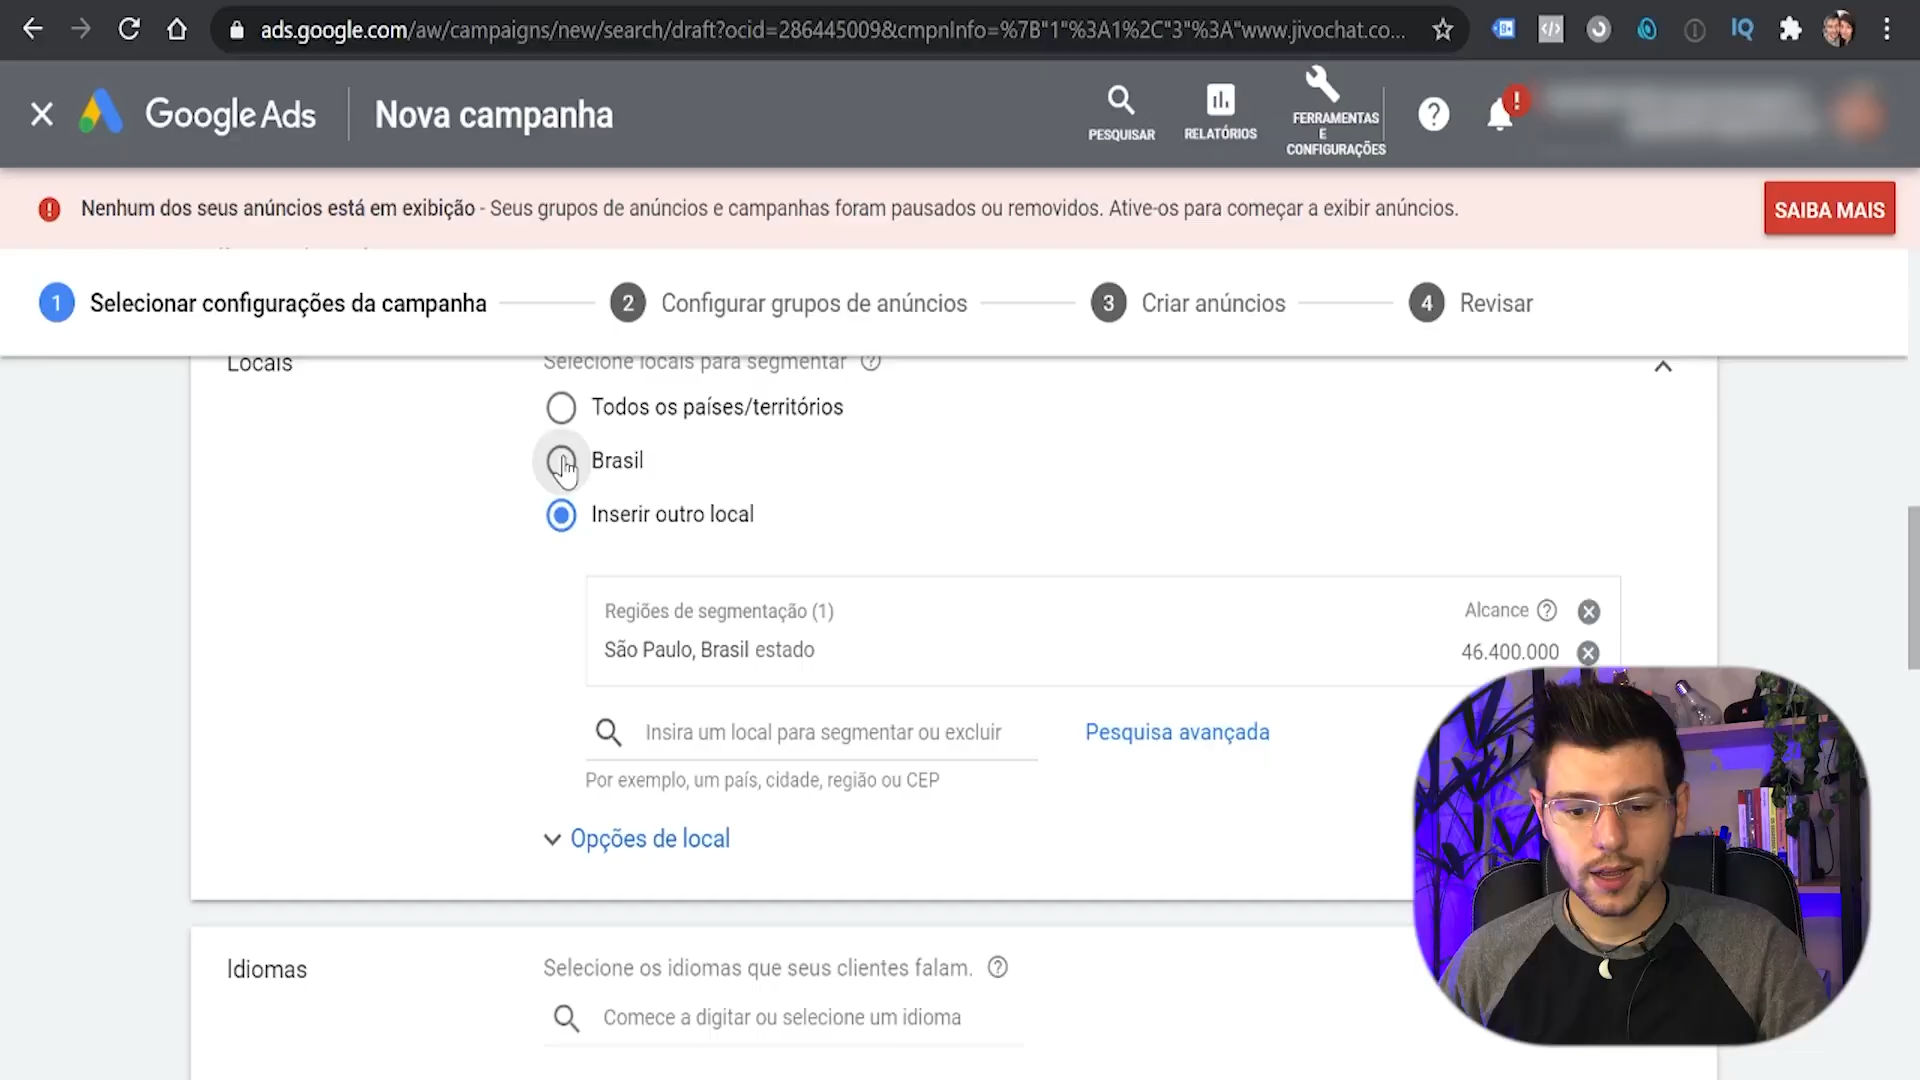 ads.google.com/aw/campaigns/new/search/draft?ocid=286445009&cmpnInfo=%7B"1"%3A1%2C"3"%3A"www.jivochat.co...
IQ
Google Ads
Nova campanha
PESQUISAR
RELATÓRIOS
FERRAMENTAS
E
CONFIGURAÇÕES
Nenhum dos seus anúncios está em exibição - Seus grupos de anúncios e campanhas foram pausados ou removidos. Ative-os para começar a exibir anúncios.
SAIBA MAIS
1 Selecionar configurações da campanha
2 Configurar grupos de anúncios
3 Criar anúncios
4 Revisar
Locais
Selecione locais para segmentar
Todos os países/territórios
Brasil
Inserir outro local
Regiões de segmentação (1)
Alcance
São Paulo, Brasil estado
46.400.000
Insira um local para segmentar ou excluir
Pesquisa avançada
Por exemplo, um país, cidade, região ou CEP
Opções de local
Idiomas
Selecione os idiomas que seus clientes falam.
Comece a digitar ou selecione um idioma